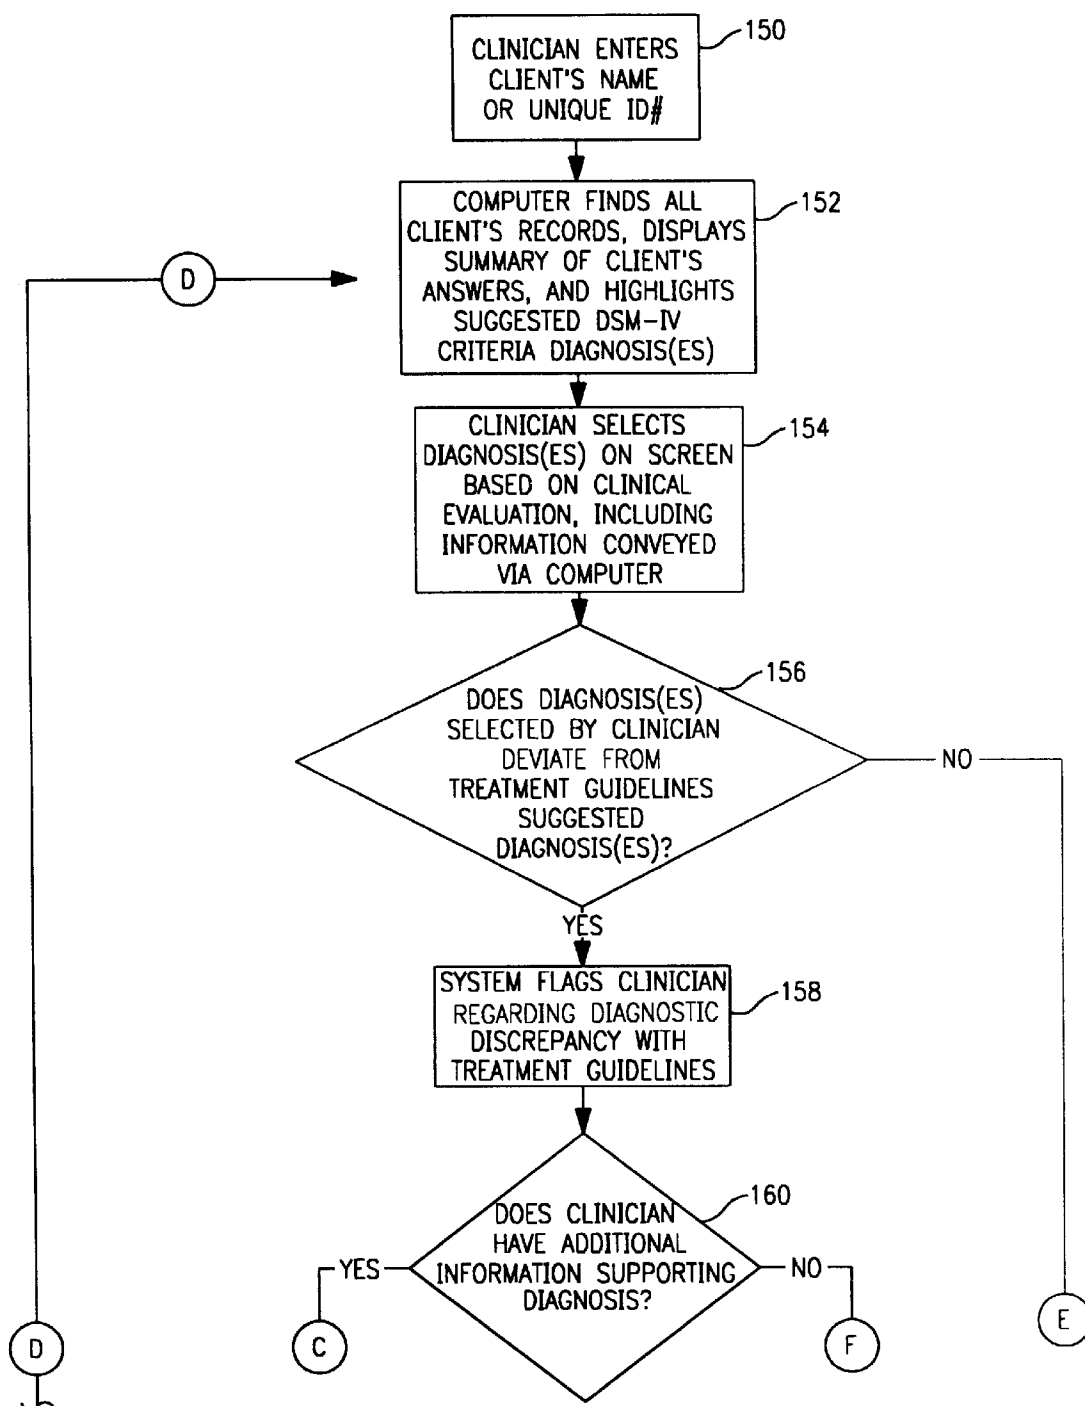 CLINICIAN ENTERS
CLIENT'S NAME
OR UNIQUE ID#
150
COMPUTER FINDS ALL
CLIENT'S RECORDS, DISPLAYS
SUMMARY OF CLIENT'S
ANSWERS, AND HIGHLIGHTS
SUGGESTED DSM-IV
CRITERIA DIAGNOSIS(ES)
152
D
CLINICIAN SELECTS
DIAGNOSIS(ES) ON SCREEN
BASED ON CLINICAL
EVALUATION, INCLUDING
INFORMATION CONVEYED
VIA COMPUTER
154
DOES DIAGNOSIS(ES)
SELECTED BY CLINICIAN
DEVIATE FROM
TREATMENT GUIDELINES
SUGGESTED
DIAGNOSIS(ES)?
156
NO
YES
SYSTEM FLAGS CLINICIAN
REGARDING DIAGNOSTIC
DISCREPANCY WITH
TREATMENT GUIDELINES
158
DOES CLINICIAN
HAVE ADDITIONAL
INFORMATION SUPPORTING
DIAGNOSIS?
160
YES
NO
D
C
F
E